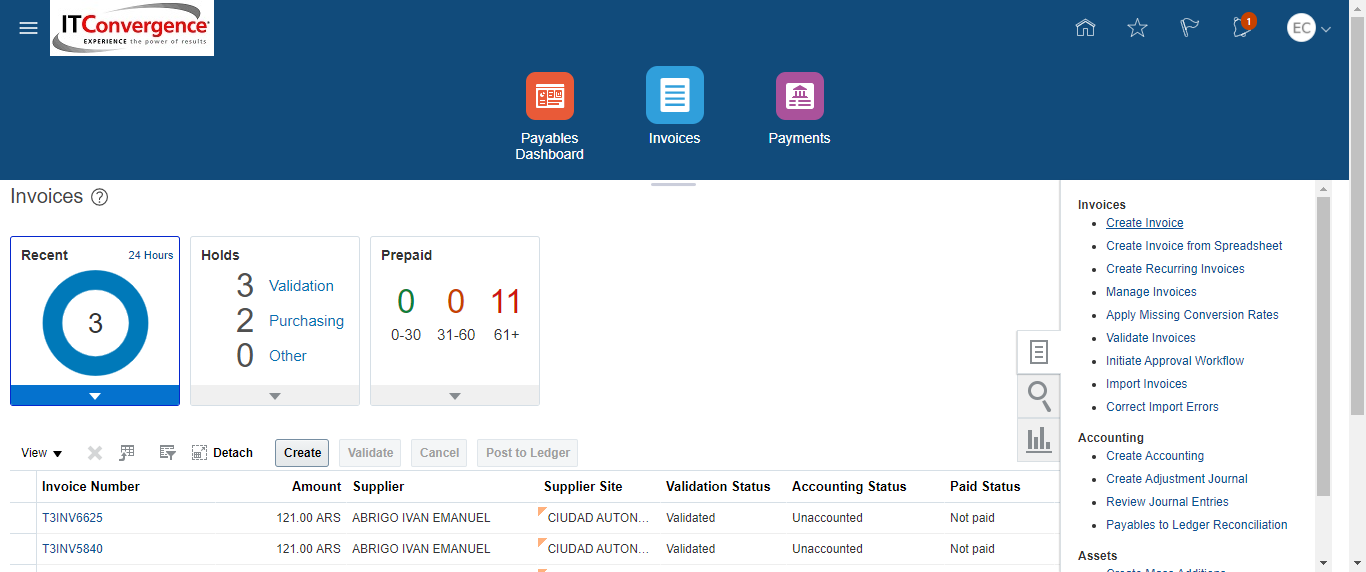 ITConvergence
EXPERIENCE the power of results
1
EC
Payables
Dashboard
Invoices
Payments
Invoices ?
Recent 24 Hours
3
Holds
3 Validation
2 Purchasing
0 Other
Prepaid
0 0 11
0-30 31-60 61+
View Detach Create Validate Cancel Post to Ledger
Invoice Number Amount Supplier Supplier Site Validation Status Accounting Status Paid Status
T3INV6625 121.00 ARS ABRIGO IVAN EMANUEL CIUDAD AUTON... Validated Unaccounted Not paid
T3INV5840 121.00 ARS ABRIGO IVAN EMANUEL CIUDAD AUTON... Validated Unaccounted Not paid
Invoices
Create Invoice
Create Invoice from Spreadsheet
Create Recurring Invoices
Manage Invoices
Apply Missing Conversion Rates
Validate Invoices
Initiate Approval Workflow
Import Invoices
Correct Import Errors
Accounting
Create Accounting
Create Adjustment Journal
Review Journal Entries
Payables to Ledger Reconciliation
Assets
Create Mass Additions